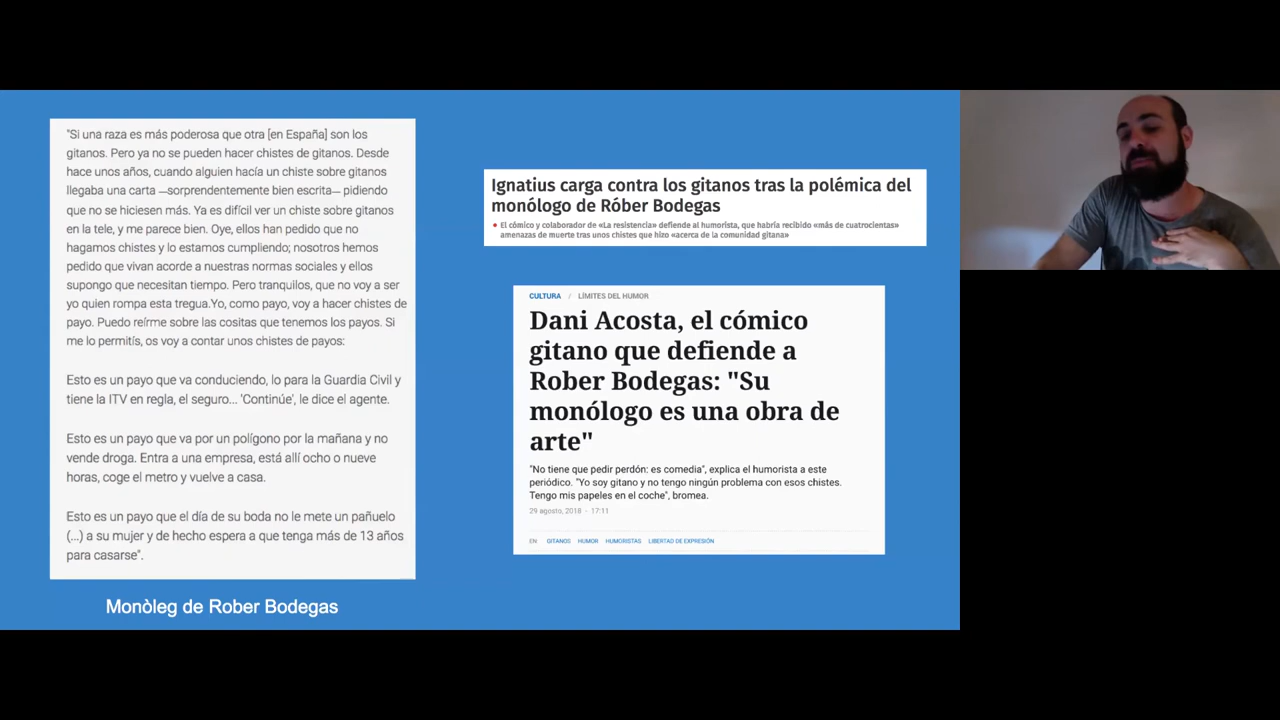 "Si una raza es más poderosa que otra [en España] son los
gitanos. Pero ya no se pueden hacer chistes de gitanos. Desde
hace unos años, cuando alguien hacía un chiste sobre gitanos
llegaba una carta —sorprendentemente bien escrita— pidiendo
que no se hiciesen más. Ya es difícil ver un chiste sobre gitanos
en la tele, y me parece bien. Oye, ellos han pedido que no
hagamos chistes y lo estamos cumpliendo; nosotros hemos
pedido que vivan acorde a nuestras normas sociales y ellos
supongo que necesitan tiempo. Pero tranquilos, que no voy a ser
yo quien rompa esta tregua.Yo, como payo, voy a hacer chistes de
payo. Puedo reírme sobre las cositas que tenemos los payos. Si
me lo permitís, os voy a contar unos chistes de payos:
Esto es un payo que va conduciendo, lo para la Guardia Civil y
tiene la ITV en regla, el seguro... 'Continúe', le dice el agente.
Esto es un payo que va por un polígono por la mañana y no
vende droga. Entra a una empresa, está allí ocho o nueve
horas, coge el metro y vuelve a casa.
Esto es un payo que el día de su boda no le mete un pañuelo
(...) a su mujer y de hecho espera a que tenga más de 13 años
para casarse".
Monòleg de Rober Bodegas
Ignatius carga contra los gitanos tras la polémica del
monólogo de Róber Bodegas
• El cómico y colaborador de «La resistencia» defiende al humorista, que habría recibido «más de cuatrocientas»
amenazas de muerte tras unos chistes que hizo «acerca de la comunidad gitana»
CULTURA / LÍMITES DEL HUMOR
Dani Acosta, el cómico
gitano que defiende a
Rober Bodegas: "Su
monólogo es una obra de
arte"
"No tiene que pedir perdón: es comedia", explica el humorista a este
periódico. "Yo soy gitano y no tengo ningún problema con esos chistes.
Tengo mis papeles en el coche", bromea.
29 agosto, 2018 - 17:11
EN GITANOS HUMOR HUMORISTAS LIBERTAD DE EXPRESIÓN